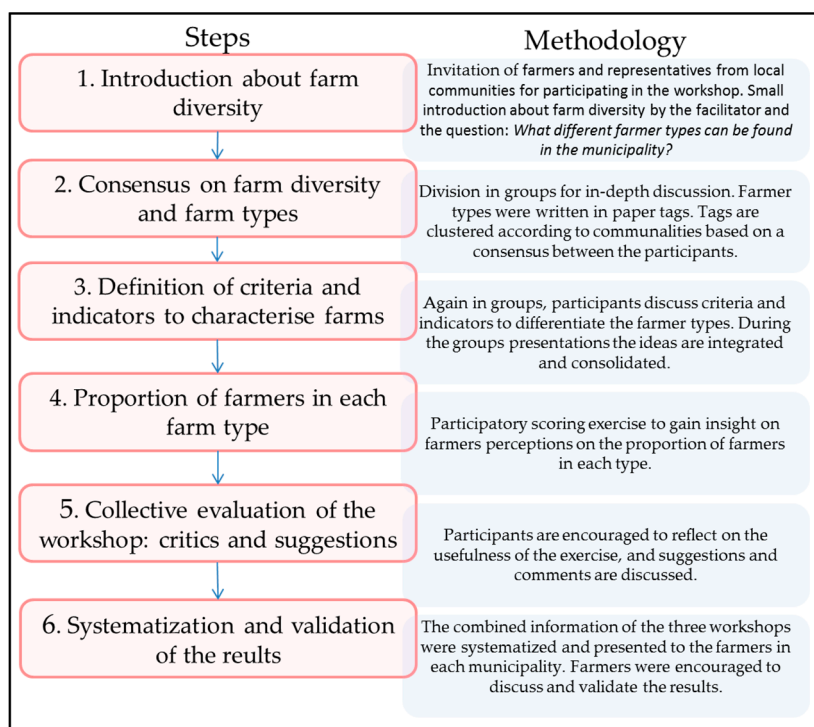 Steps
Methodology
1. Introduction about farm
diversity
Invitation of farmers and representatives from local
communities for participating in the workshop. Small
introduction about farm diversity by the facilitator and
the question: What different farmer types can be found
in the municipality?
2. Consensus on farm diversity
and farm types
Division in groups for in-depth discussion. Farmer
types were written in paper tags. Tags are
clustered according to communalities based on a
consensus between the participants.
3. Definition of criteria and
indicators to characterise farms
Again in groups, participants discuss criteria and
indicators to differentiate the farmer types. During
the groups presentations the ideas are integrated
and consolidated.
4. Proportion of farmers in each
farm type
Participatory scoring exercise to gain insight on
farmers perceptions on the proportion of farmers
in each type.
5. Collective evaluation of the
workshop: critics and suggestions
Participants are encouraged to reflect on the
usefulness of the exercise, and suggestions and
comments are discussed.
6. Systematization and validation
of the reults
The combined information of the three workshops
were systematized and presented to the farmers in
each municipality. Farmers were encouraged to
discuss and validate the results.